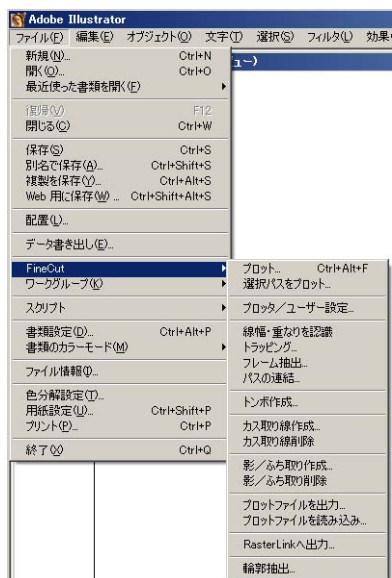 Adobe Illustrator
ファイル(F) 編集(E) オブジェクト(O) 文字(T) 選択(S) フィルタ(L) 効果
新規(N)... Ctrl+N
開く(O)... Ctrl+O
最近使った書類を開く(F)
復帰(V) F12
閉じる(C) Ctrl+W
保存(S) Ctrl+S
別名で保存(A)... Ctrl+Shift+S
複製を保存(Y)... Ctrl+Alt+S
Web 用に保存(W) ... Ctrl+Shift+Alt+S
配置(L)...
データ書き出し(E)...
FineCut
ワークグループ(K)
スクリプト
書類設定(D)... Ctrl+Alt+P
書類のカラーモード(M)
ファイル情報(I)...
色分解設定(T)...
用紙設定(U)... Ctrl+Shift+P
プリント(P)... Ctrl+P
終了(X) Ctrl+Q
ュー)
プロット... Ctrl+Alt+F
選択パスをプロット...
プロッタ／ユーザー設定...
線幅・重なりを認識
トラッピング...
フレーム抽出...
パスの連結...
トンボ作成...
カス取り線作成...
カス取り線削除
影／ふち取り作成...
影／ふち取り削除
プロットファイルを出力...
プロットファイルを読み込み...
RasterLinkへ出力...
輪郭抽出...